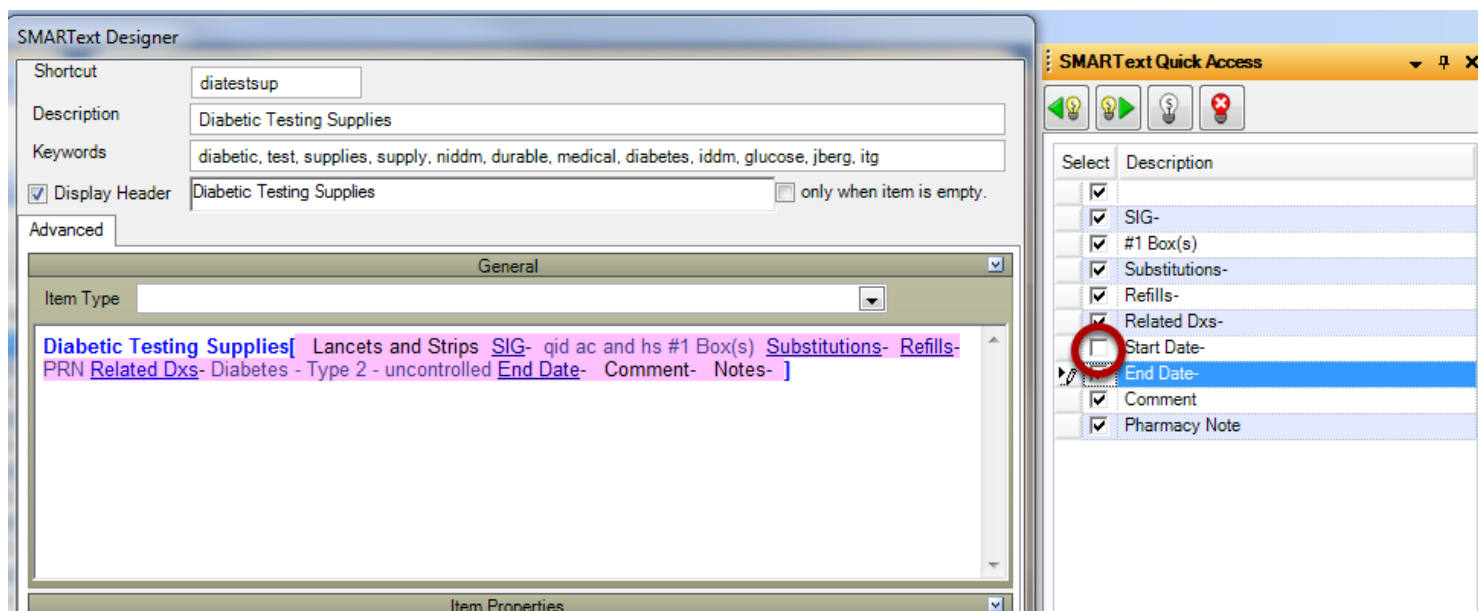 SMARText Designer
Shortcut
diatestsup
Description
Diabetic Testing Supplies
Keywords
diabetic, test, supplies, supply, niddm, durable, medical, diabetes, iddm, glucose, jberg, itg
Display Header
Diabetic Testing Supplies
only when item is empty.
Advanced
General
Item Type
Diabetic Testing Supplies[ Lancets and Strips SIG- qid ac and hs #1 Box(s) Substitutions- Refills-
PRN Related Dxs- Diabetes - Type 2 - uncontrolled End Date- Comment- Notes- ]
Item Properties
SMARText Quick Access
Select Description
SIG-
#1 Box(s)
Substitutions-
Refills-
Related Dxs-
Start Date-
End Date-
Comment
Pharmacy Note